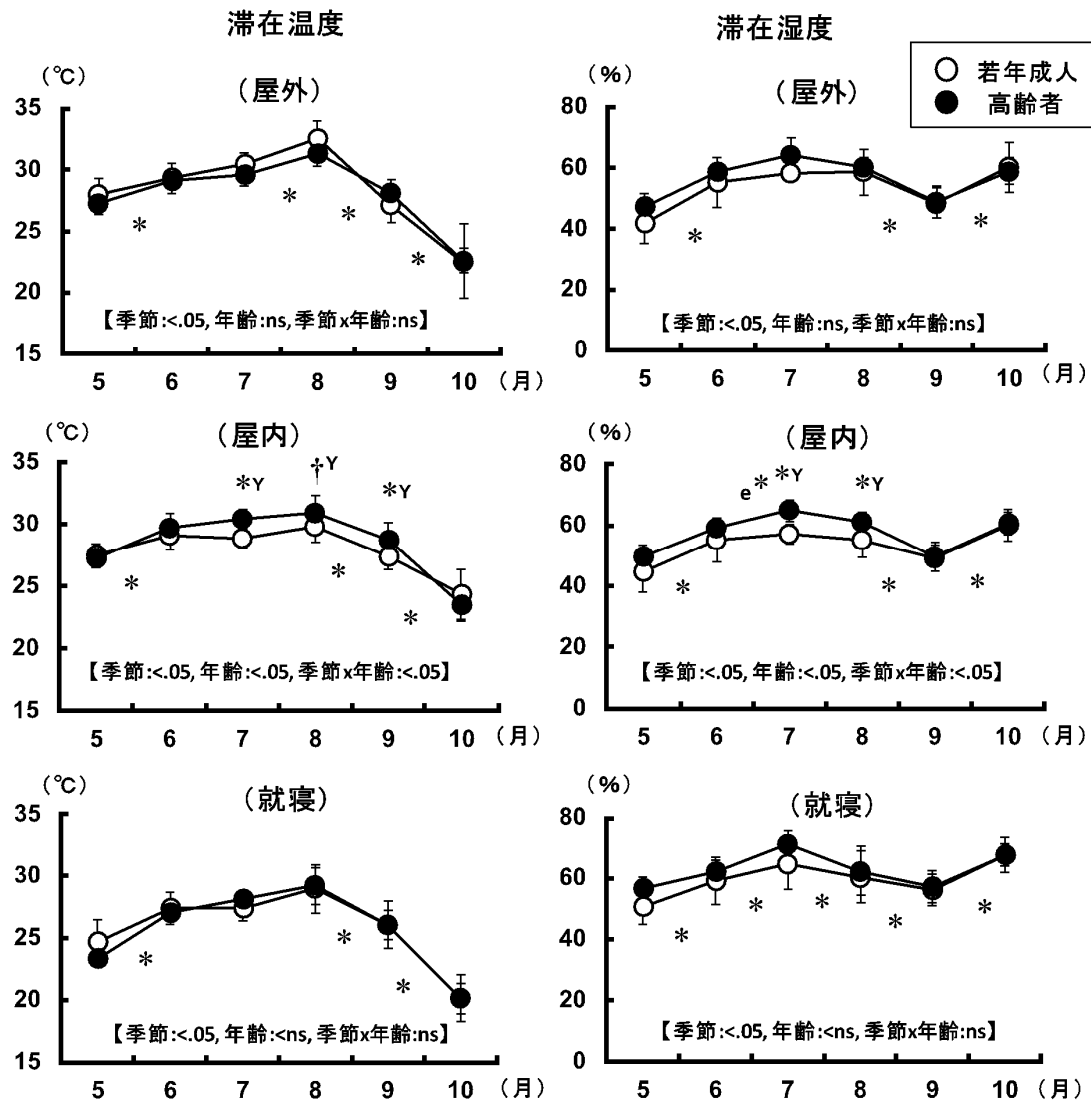 滞在温度
滞在湿度
若年成人
高齢者
(℃)
(屋外)
35
30
25
20
15
*
*
*
*
【季節:<.05, 年齢:ns, 季節x年齢:ns】
5 6 7 8 9 10 (月)
(%)
(屋外)
80
60
40
20
0
*
*
*
【季節:<.05, 年齢:ns, 季節x年齢:ns】
5 6 7 8 9 10 (月)
(℃)
(屋内)
35
30
25
20
15
*Y
†Y
*Y
*
*
*
【季節:<.05, 年齢:<.05, 季節x年齢:<.05】
5 6 7 8 9 10 (月)
(%)
(屋内)
80
60
40
20
0
e* *Y
*Y
*
*
*
【季節:<.05, 年齢:<.05, 季節x年齢:<.05】
5 6 7 8 9 10 (月)
(℃)
(就寝)
35
30
25
20
15
*
*
*
【季節:<.05, 年齢:<ns, 季節x年齢:ns】
5 6 7 8 9 10 (月)
(%)
(就寝)
80
60
40
20
0
*
*
*
*
*
【季節:<.05, 年齢:<ns, 季節x年齢:ns】
5 6 7 8 9 10 (月)